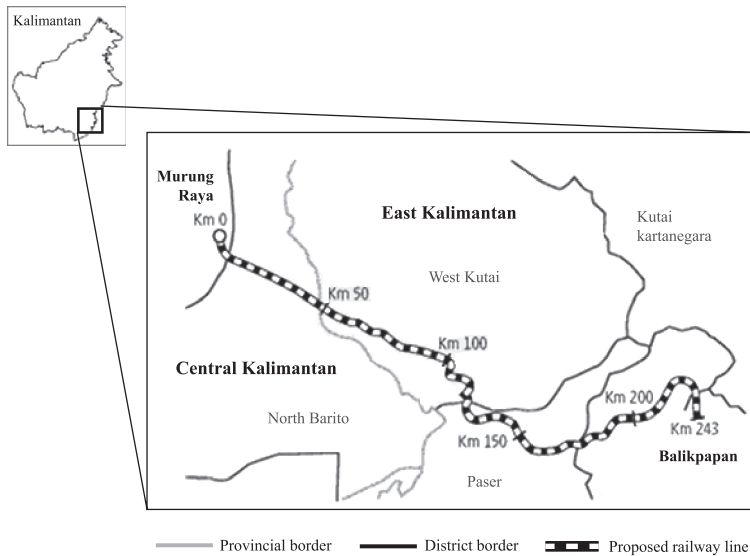 Kalimantan
Murung
Raya
Km 0
East Kalimantan
Kutai
kartanegara
West Kutai
Km 50
Km 100
Central Kalimantan
North Barito
Km 150
Km 200
Km 243
Balikpapan
Paser
Provincial border
District border
Proposed railway line